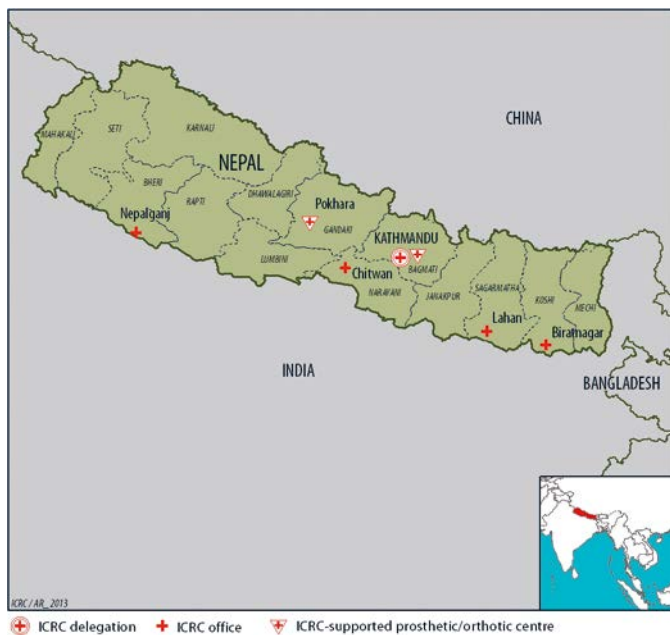 CHINA
MAHAKALI
SETI
KARNALI
NEPAL
BHERI
DHAWALAGIRI
RAPTI
Pokhara
Nepalganj
GANDAKI
KATHMANDU
LUMBINI
Chitwan
BAGMATI
NARAYANI
JANAKPUR
SAGARMATHA
KOSHI
MECHI
Lahan
Biratnagar
INDIA
BANGLADESH
ICRC / AR_2013
ICRC delegation ICRC office ICRC-supported prosthetic/orthotic centre